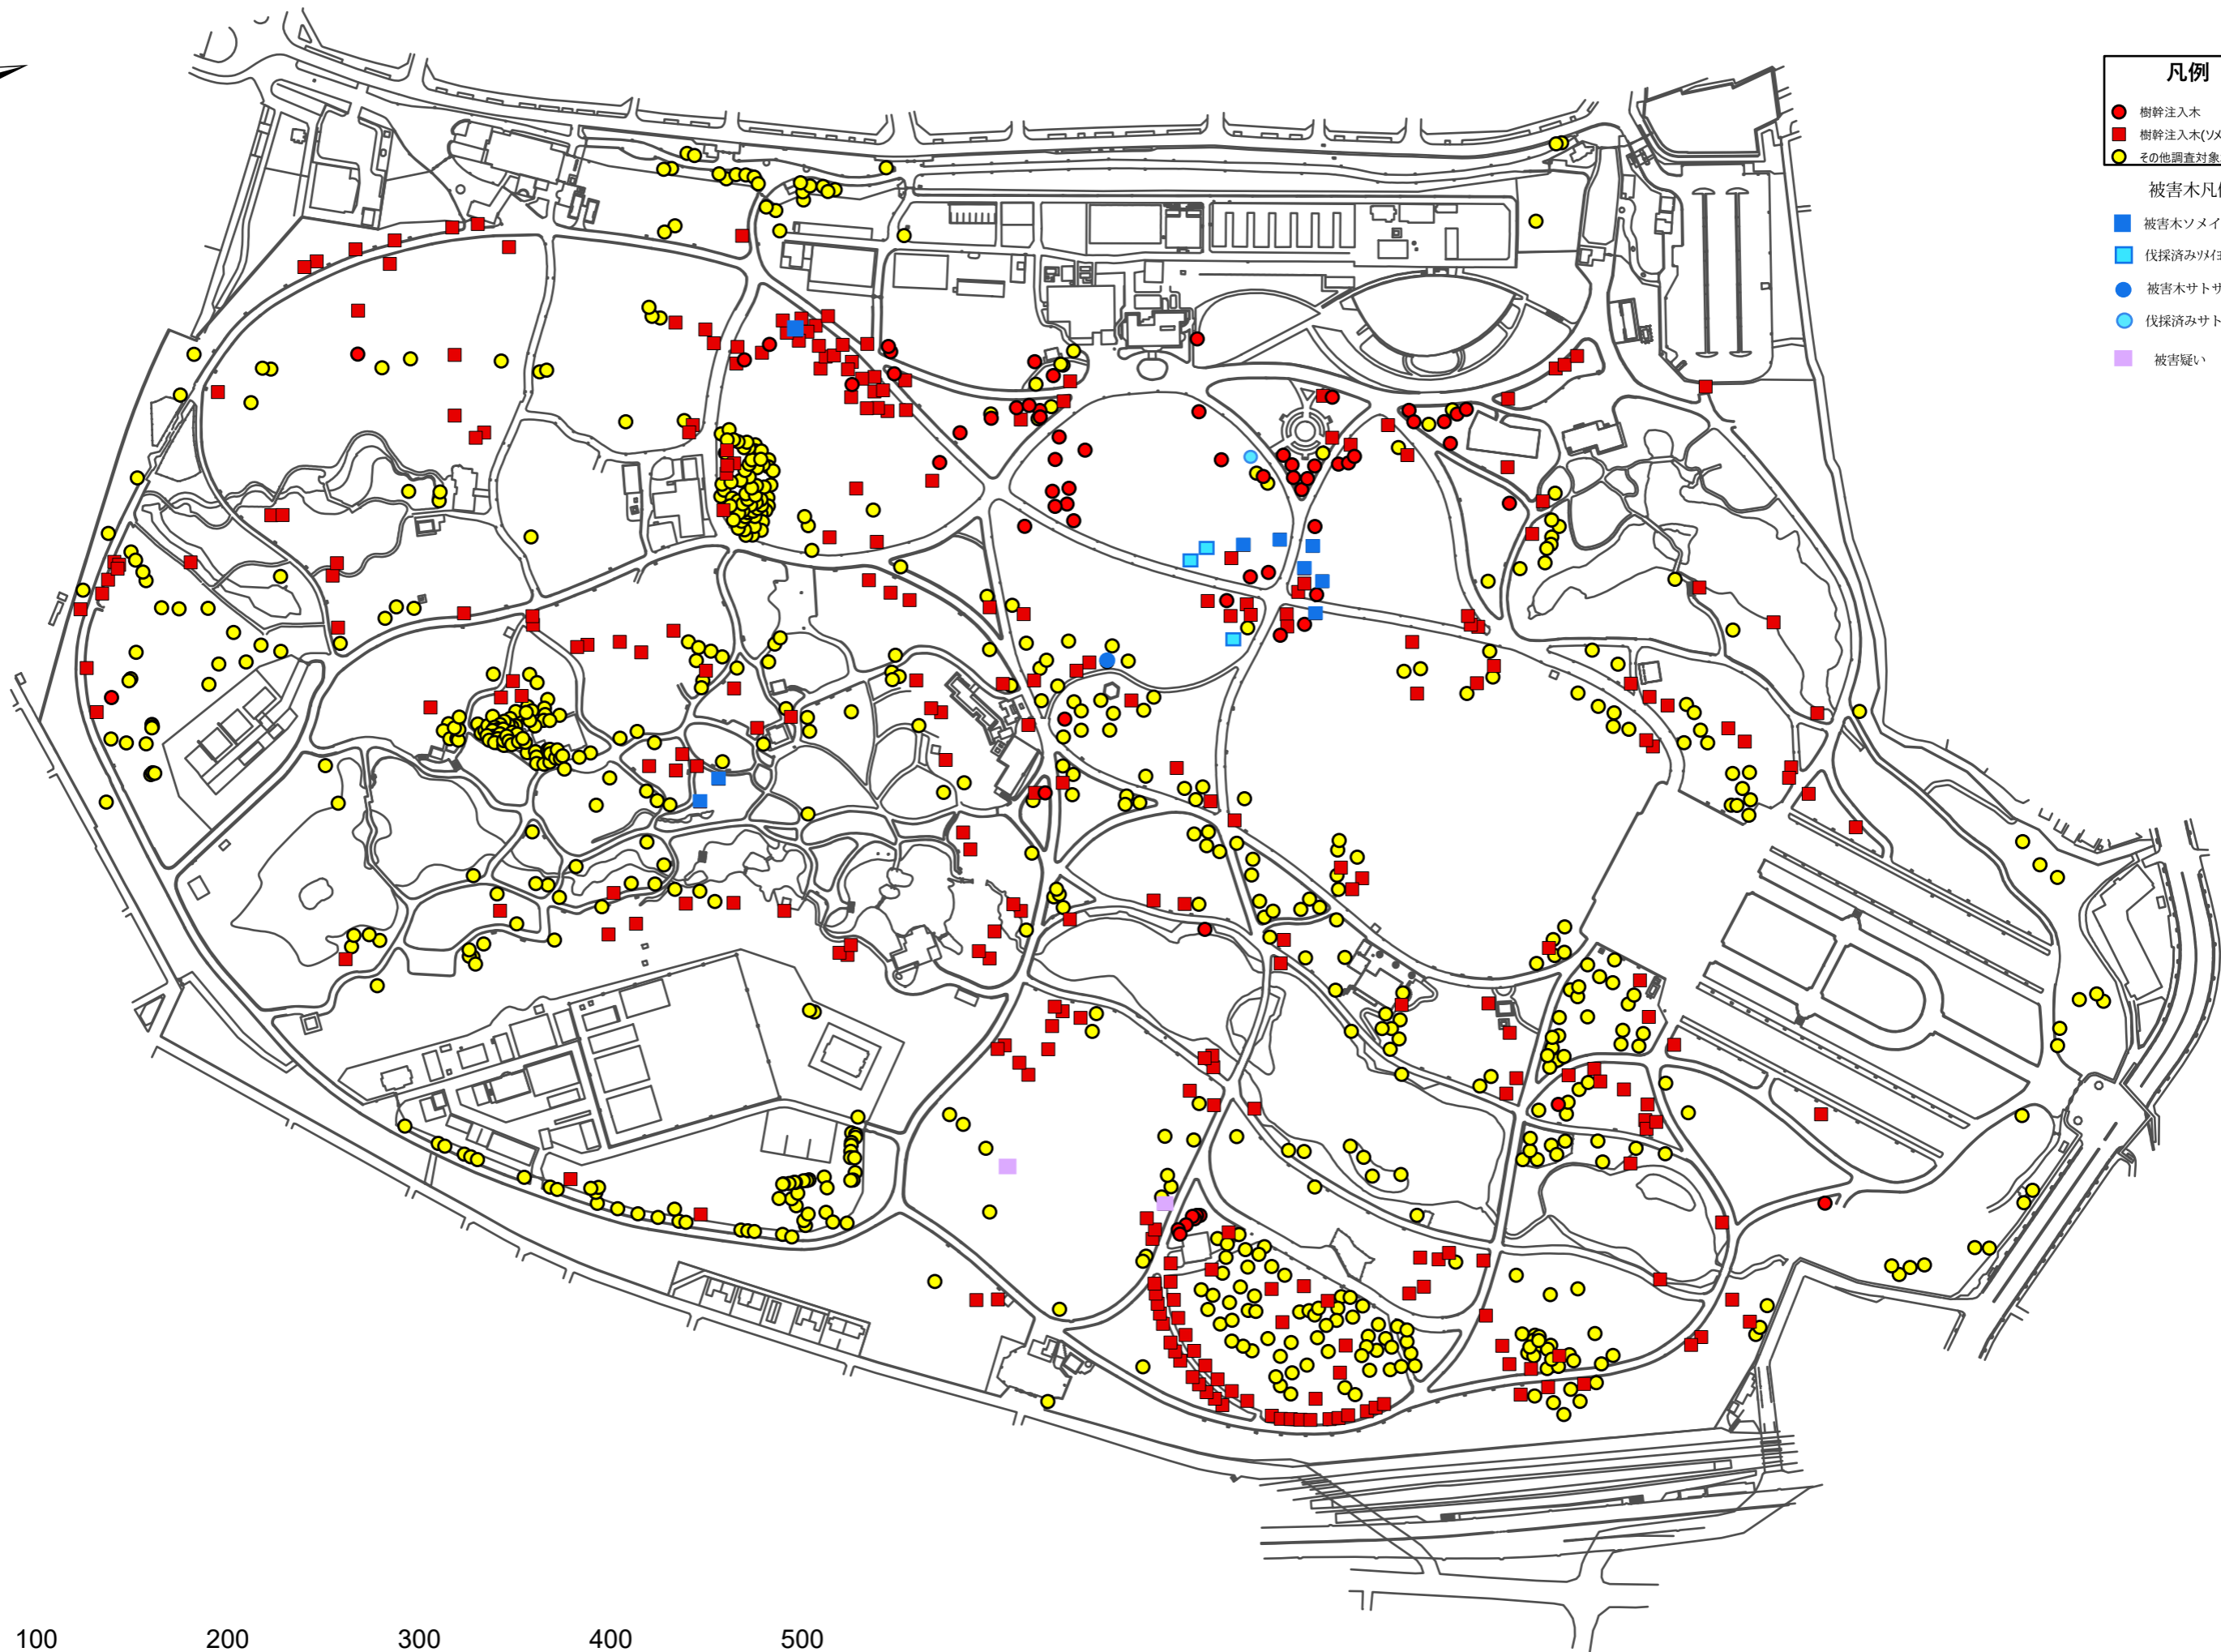 凡例
樹幹注入木
樹幹注入木(ソメ
その他調査対象
被害木凡
被害木ソメイ
伐採済みソメイ
被害木サトザ
伐採済みサト
被害疑い
100 200 300 400 500